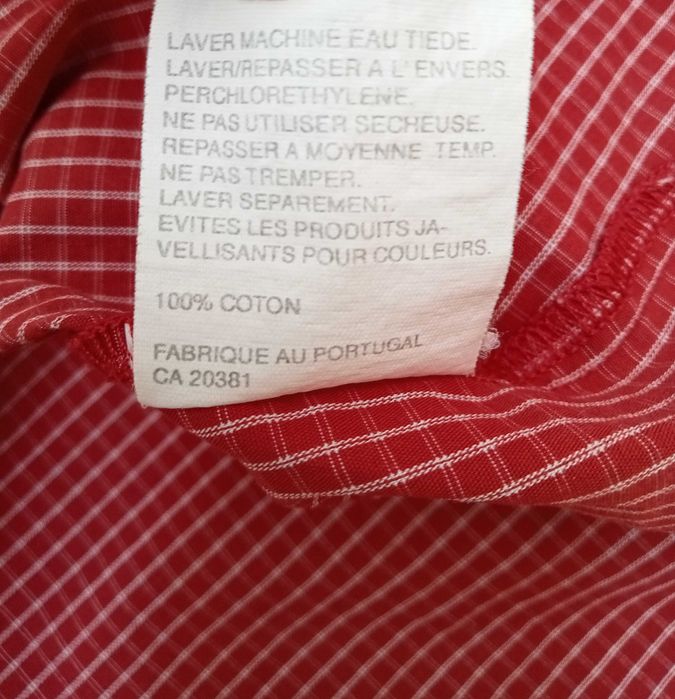 LAVER MACHINE EAU TIEDE.
LAVER/REPASSER A L'ENVERS.
PERCHLORETHYLENE.
NE PAS UTILISER SECHEUSE.
REPASSER A MOYENNE TEMP.
NE PAS TREMPER.
LAVER SEPAREMENT.
EVITES LES PRODUITS JA-
VELLISANTS POUR COULEURS.
100% COTON
FABRIQUE AU PORTUGAL
CA 20381